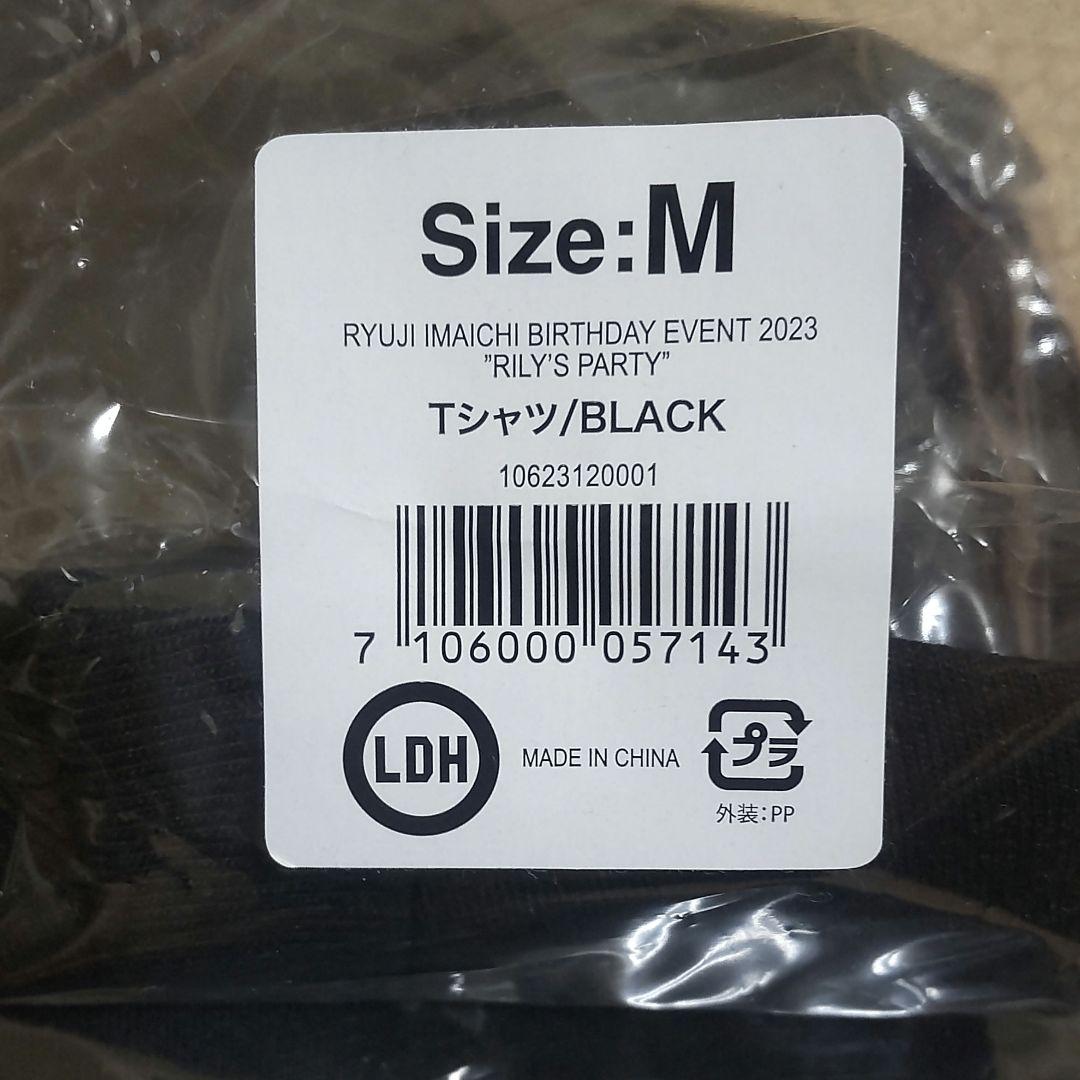 Size:M
RYUJI IMAICHI BIRTHDAY EVENT 2023
”RILY’S PARTY”
Tシャツ/BLACK
10623120001
7 106000 057143
LDH
MADE IN CHINA
プラ
外装:PP